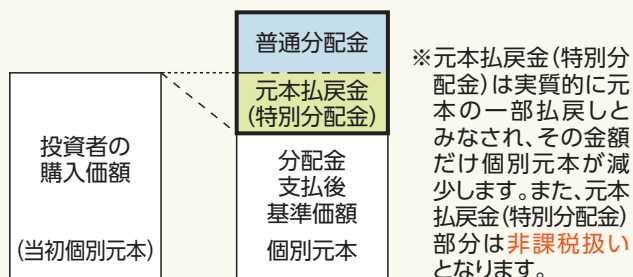 普通分配金
元本払戻金
(特別分配金)
投資者の
購入価額
(当初個別元本)
分配金
支払後
基準価額
個別元本
※元本払戻金(特別分
配金)は実質的に元
本の一部払戻しと
みなされ、その金額
だけ個別元本が減
少します。また、元本
払戻金(特別分配金)
部分は非課税扱い
となります。